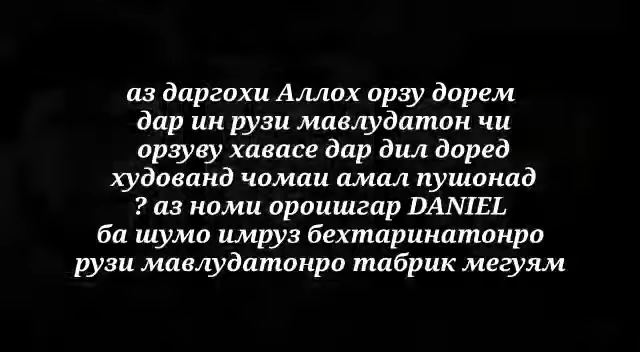 аз даргохи Аллох орзу дорем
дар ин рузи мавлудатон чи
орзуву хавасе дар дил доред
худованд чомаи амал пушонад
? аз номи ороишгар DANIEL
ба шумо имруз бехтаринатонро
рузи мавлудатонро табрик мегуям